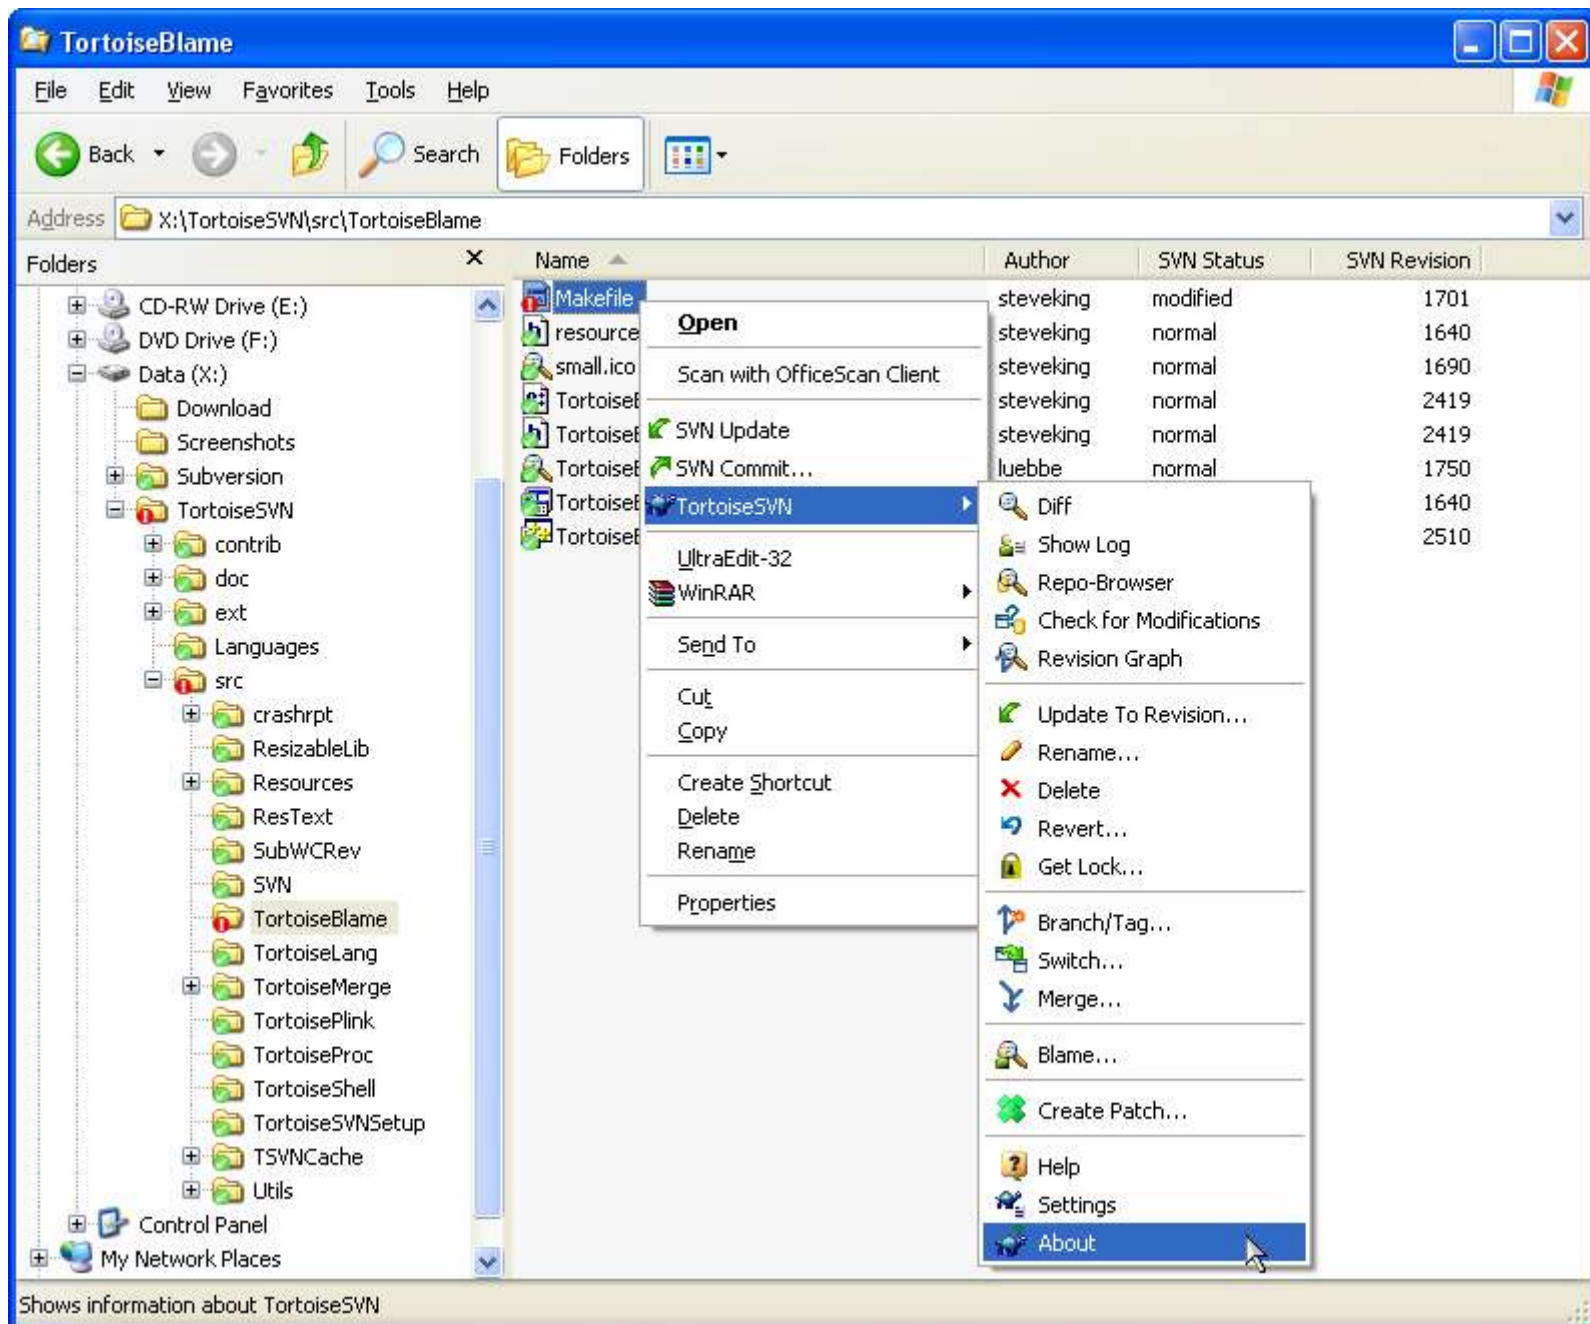 TortoiseBlame
File Edit View Favorites Tools Help
Back Search Folders
Address X:\TortoiseSVN\src\TortoiseBlame
Folders
CD-RW Drive (E:)
DVD Drive (F:)
Data (X:)
Download
Screenshots
Subversion
TortoiseSVN
contrib
doc
ext
Languages
src
crashrpt
ResizableLib
Resources
ResText
SubWCRev
SVN
TortoiseBlame
TortoiseLang
TortoiseMerge
TortoisePlink
TortoiseProc
TortoiseShell
TortoiseSVNSetup
TSVNCache
Utils
Control Panel
My Network Places
Name Author SVN Status SVN Revision
Makefile steveking modified 1701
resource steveking normal 1640
small.ico steveking normal 1690
steveking normal 2419
steveking normal 2419
luebbe normal 1750
1640
2510
Open
Scan with OfficeScan Client
SVN Update
SVN Commit...
TortoiseSVN
UltraEdit-32
WinRAR
Send To
Cut
Copy
Create Shortcut
Delete
Rename
Properties
Diff
Show Log
Repo-Browser
Check for Modifications
Revision Graph
Update To Revision...
Rename...
Delete
Revert...
Get Lock...
Branch/Tag...
Switch...
Merge...
Blame...
Create Patch...
Help
Settings
About
Shows information about TortoiseSVN